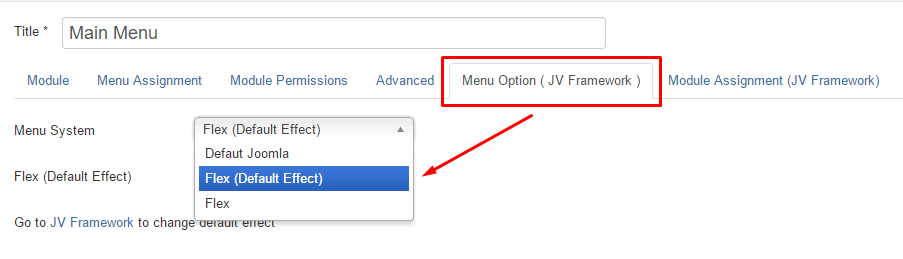 Title * Main Menu
Module Menu Assignment Module Permissions Advanced Menu Option ( JV Framework ) Module Assignment (JV Framework)
Menu System Flex (Default Effect)
Defaut Joomla
Flex (Default Effect) Flex (Default Effect)
Flex
Go to JV Framework to change default effect